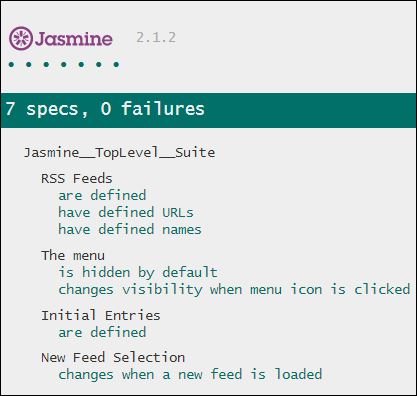 Jasmine 2.1.2
• • • • • • •
7 specs, 0 failures
Jasmine__TopLevel__Suite
RSS Feeds
are defined
have defined URLs
have defined names
The menu
is hidden by default
changes visibility when menu icon is clicked
Initial Entries
are defined
New Feed Selection
changes when a new feed is loaded